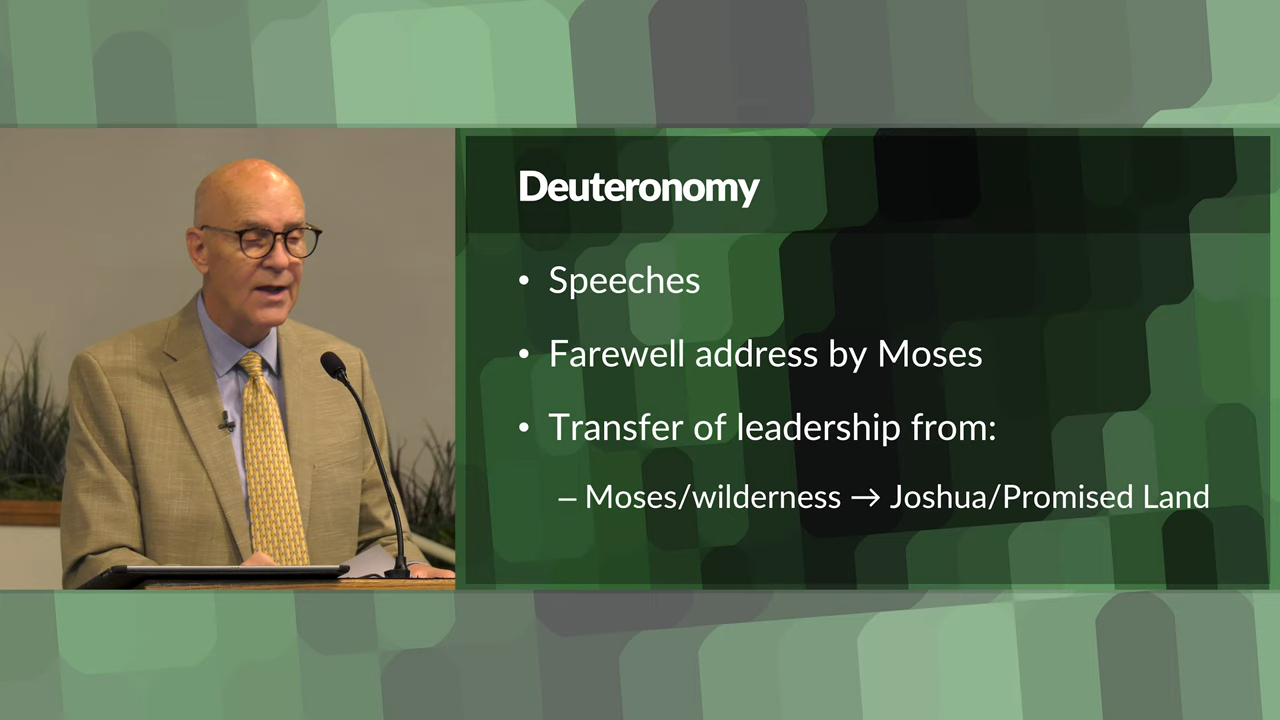 Deuteronomy
• Speeches
• Farewell address by Moses
• Transfer of leadership from:
– Moses/wilderness → Joshua/Promised Land